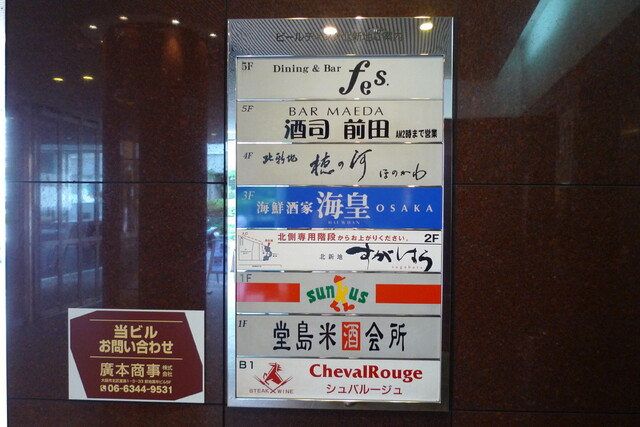 5F
Dining & Bar
fes.
5F
BAR MAEDA
酒司 前田
AM2時まで営業
4F
北新地
穂の河
ほのかわ
3F
海鮮酒家
海皇
OSAKA
北側専用階段からお上がりください。
2F
北新地
すがはら
1F
sunkus
1F
堂島米酒会所
B1
STEAK WINE
ChevalRouge
シュバルージュ
当ビル
お問い合わせ
廣本商事 株式会社
06-6344-9531